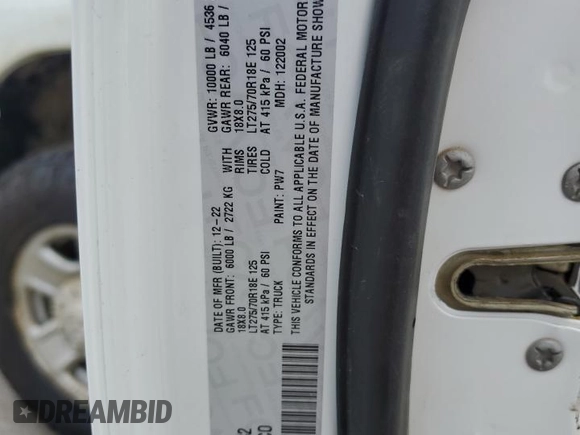 DATE OF MFR (BUILT): 12-22 GVWR: 10000 LB / 4536
GAWR FRONT: 6000 LB / 2722 KG WITH GAWR REAR: 6040 LB /
18X8.0 RIMS 18X8.0
LT275/70R18E 125 TIRES LT275/70R18E 125
AT 415 kPa / 60 PSI COLD AT 415 kPa / 60 PSI
TYPE: TRUCK PAINT: PW7 MDH: 122002
THIS VEHICLE CONFORMS TO ALL APPLICABLE U.S.A. FEDERAL MOTOR
STANDARDS IN EFFECT ON THE DATE OF MANUFACTURE SHOW
DREAMBID